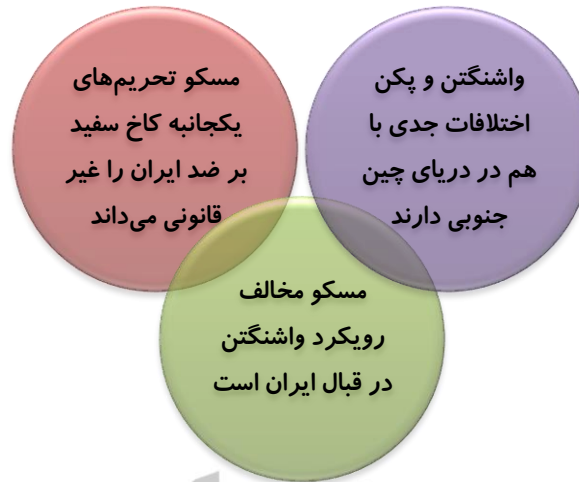 واشنگتن و پکن
اختلافات جدی با
هم در دریای چین
جنوبی دارند
مسکو تحریم‌های
یکجانبه کاخ سفید
بر ضد ایران را غیر
قانونی می‌داند
مسکو مخالف
رویکرد واشنگتن
در قبال ایران است